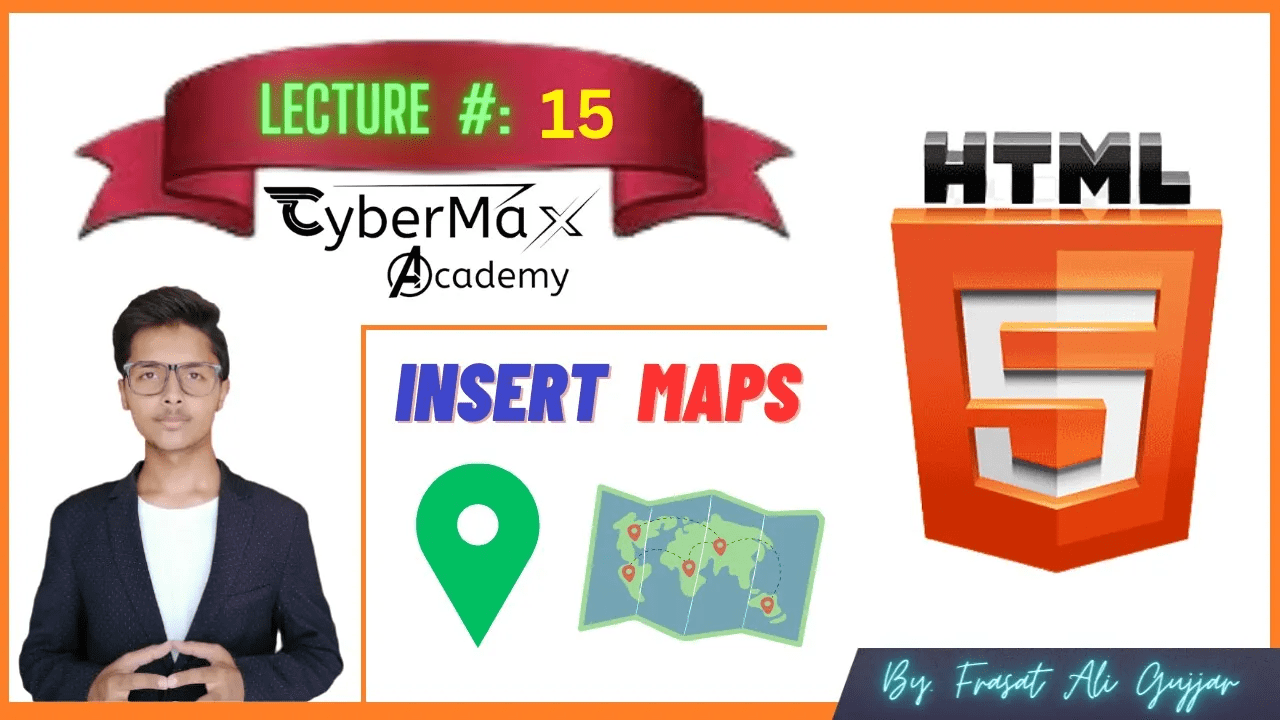 LECTURE #: 15
CyberMax
Academy
HTML
5
INSERT MAPS
By. Frasat Ali Gujjar